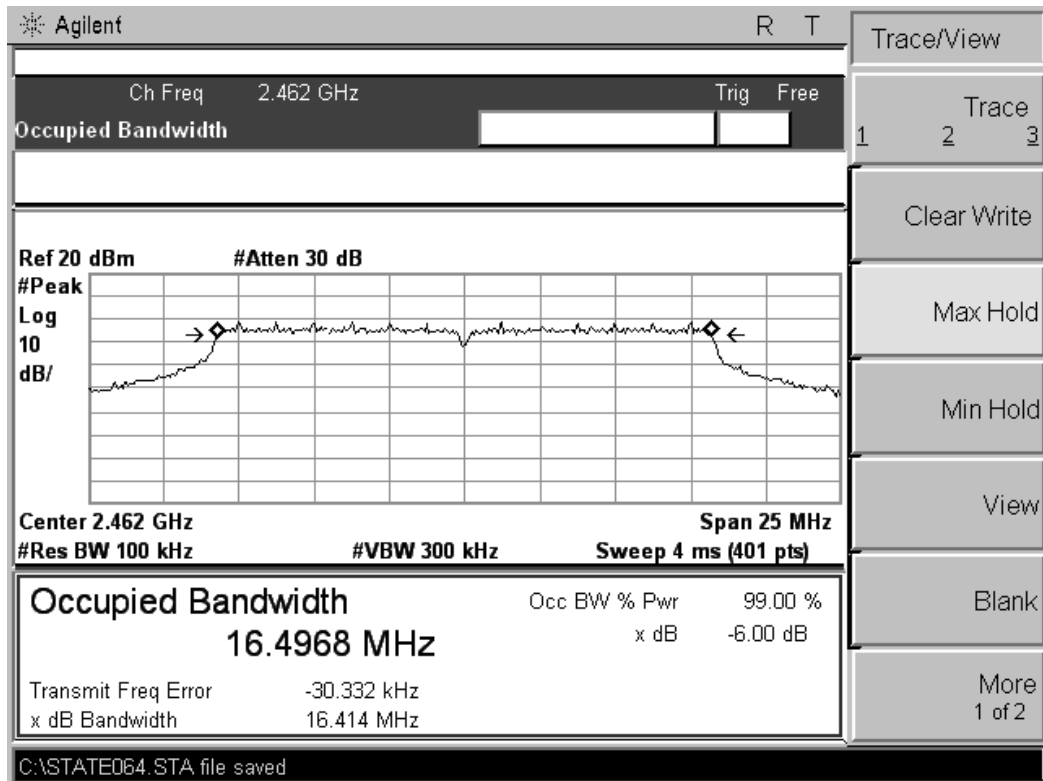 Agilent R T
Trace/View
Ch Freq 2.462 GHz Trig Free
Occupied Bandwidth
Trace
1 2 3
Clear Write
Max Hold
Min Hold
View
Blank
More
1 of 2
Ref 20 dBm #Atten 30 dB
#Peak
Log
10
dB/
Center 2.462 GHz Span 25 MHz
#Res BW 100 kHz #VBW 300 kHz Sweep 4 ms (401 pts)
Occupied Bandwidth Occ BW % Pwr 99.00 %
16.4968 MHz x dB -6.00 dB
Transmit Freq Error -30.332 kHz
x dB Bandwidth 16.414 MHz
C:\STATE064.STA file saved